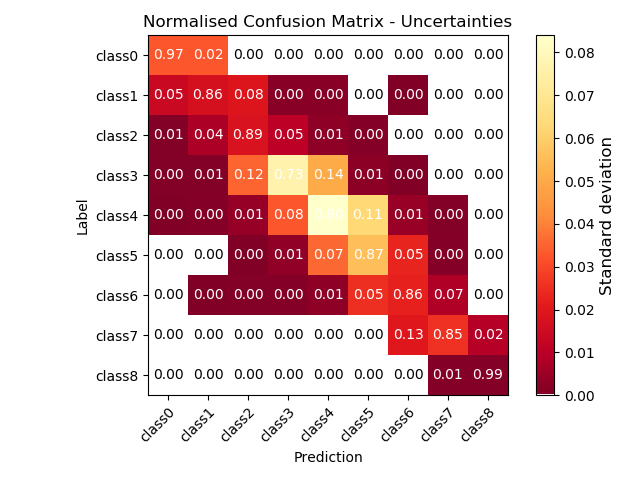 Normalised Confusion Matrix - Uncertainties
class0 0.97 0.02 0.00 0.00 0.00 0.00 0.00 0.00 0.00
class1 0.05 0.86 0.08 0.00 0.00 0.00 0.00 0.00 0.00
class2 0.01 0.04 0.89 0.05 0.01 0.00 0.00 0.00 0.00
class3 0.00 0.01 0.12 0.73 0.14 0.01 0.00 0.00 0.00
class4 0.00 0.00 0.01 0.08 0.11 0.01 0.00 0.00
class5 0.00 0.00 0.00 0.01 0.07 0.87 0.05 0.00 0.00
class6 0.00 0.00 0.00 0.00 0.01 0.05 0.86 0.07 0.00
class7 0.00 0.00 0.00 0.00 0.00 0.00 0.13 0.85 0.02
class8 0.00 0.00 0.00 0.00 0.00 0.00 0.00 0.01 0.99
class0 class1 class2 class3 class4 class5 class6 class7 class8
Prediction
Label
0.08
0.07
0.06
0.05
0.04
0.03
0.02
0.01
0.00
Standard deviation